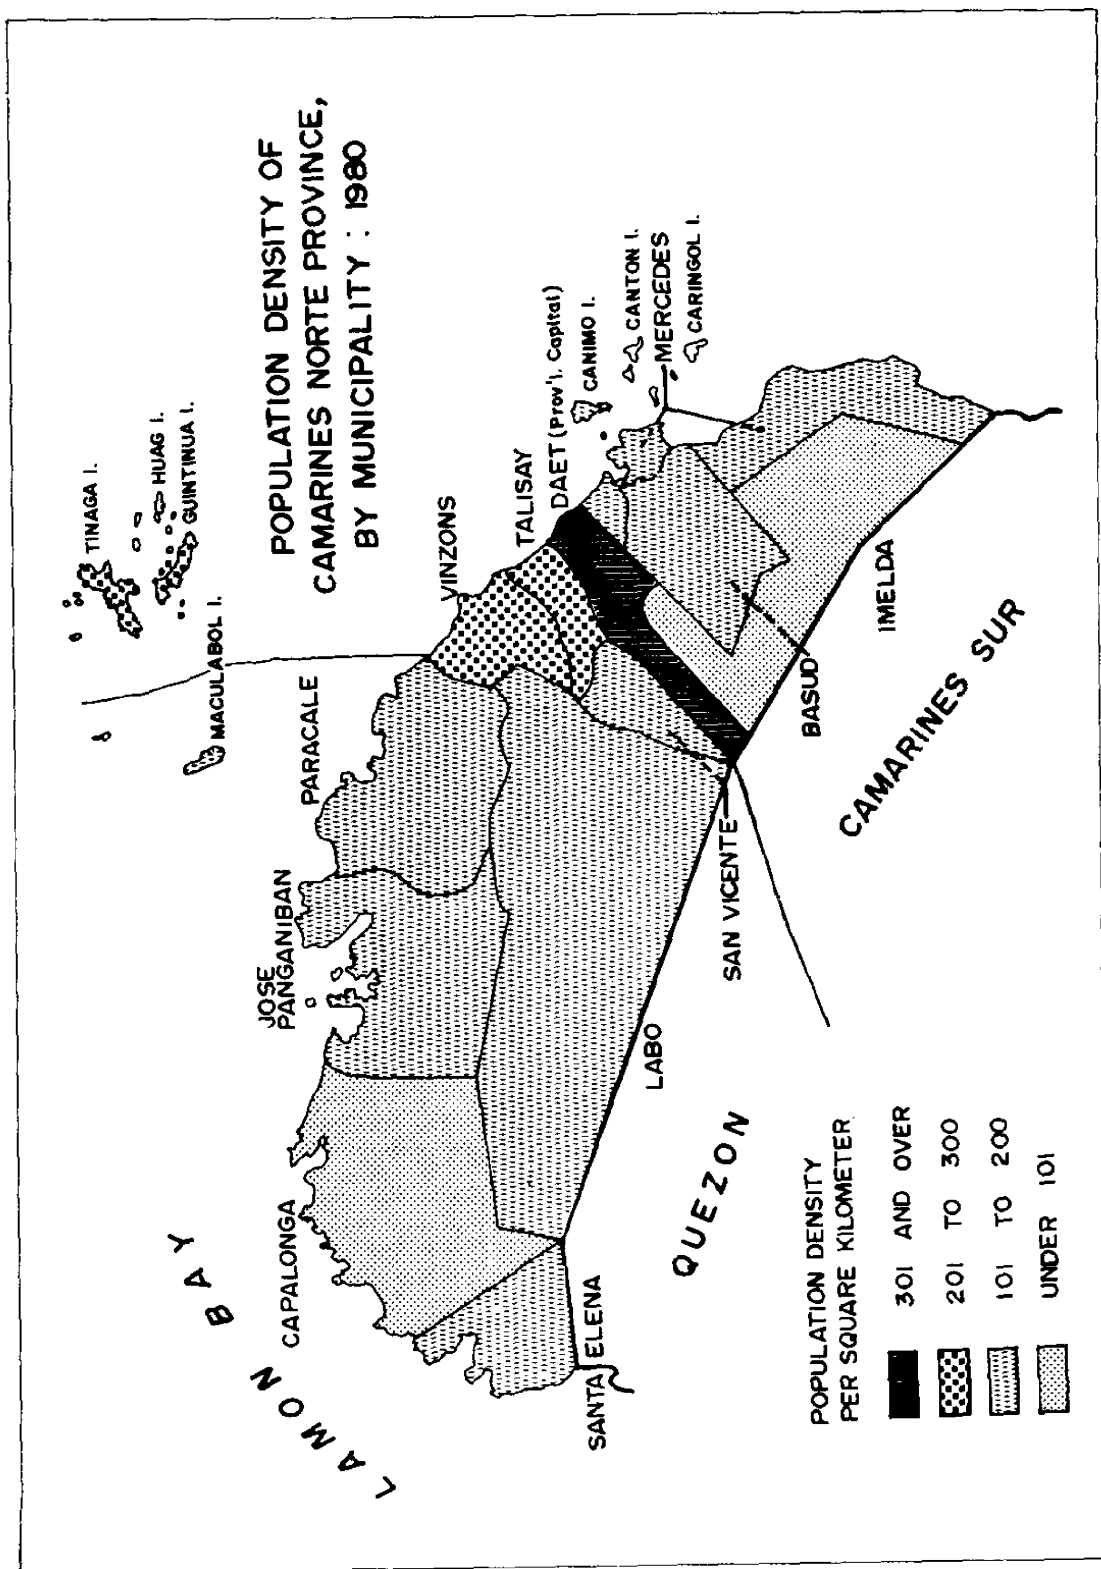 POPULATION DENSITY OF
CAMARINES NORTE PROVINCE,
BY MUNICIPALITY : 1980
TINAGA I.
HUAG I.
GUINTINUA I.
MACULABOL I.
LAMON BAY
CAPALONGA
JOSE
PANGANIBAN
PARACALE
VINZONS
TALISAY
DAET (Prov'l. Capital)
CANIMO I.
CANTON I.
MERCEDES
CARINGOL I.
SANTA ELENA
LABO
SAN VICENTE
BASUD
IMELDA
QUEZON
CAMARINES SUR
POPULATION DENSITY
PER SQUARE KILOMETER
301 AND OVER
201 TO 300
101 TO 200
UNDER 101